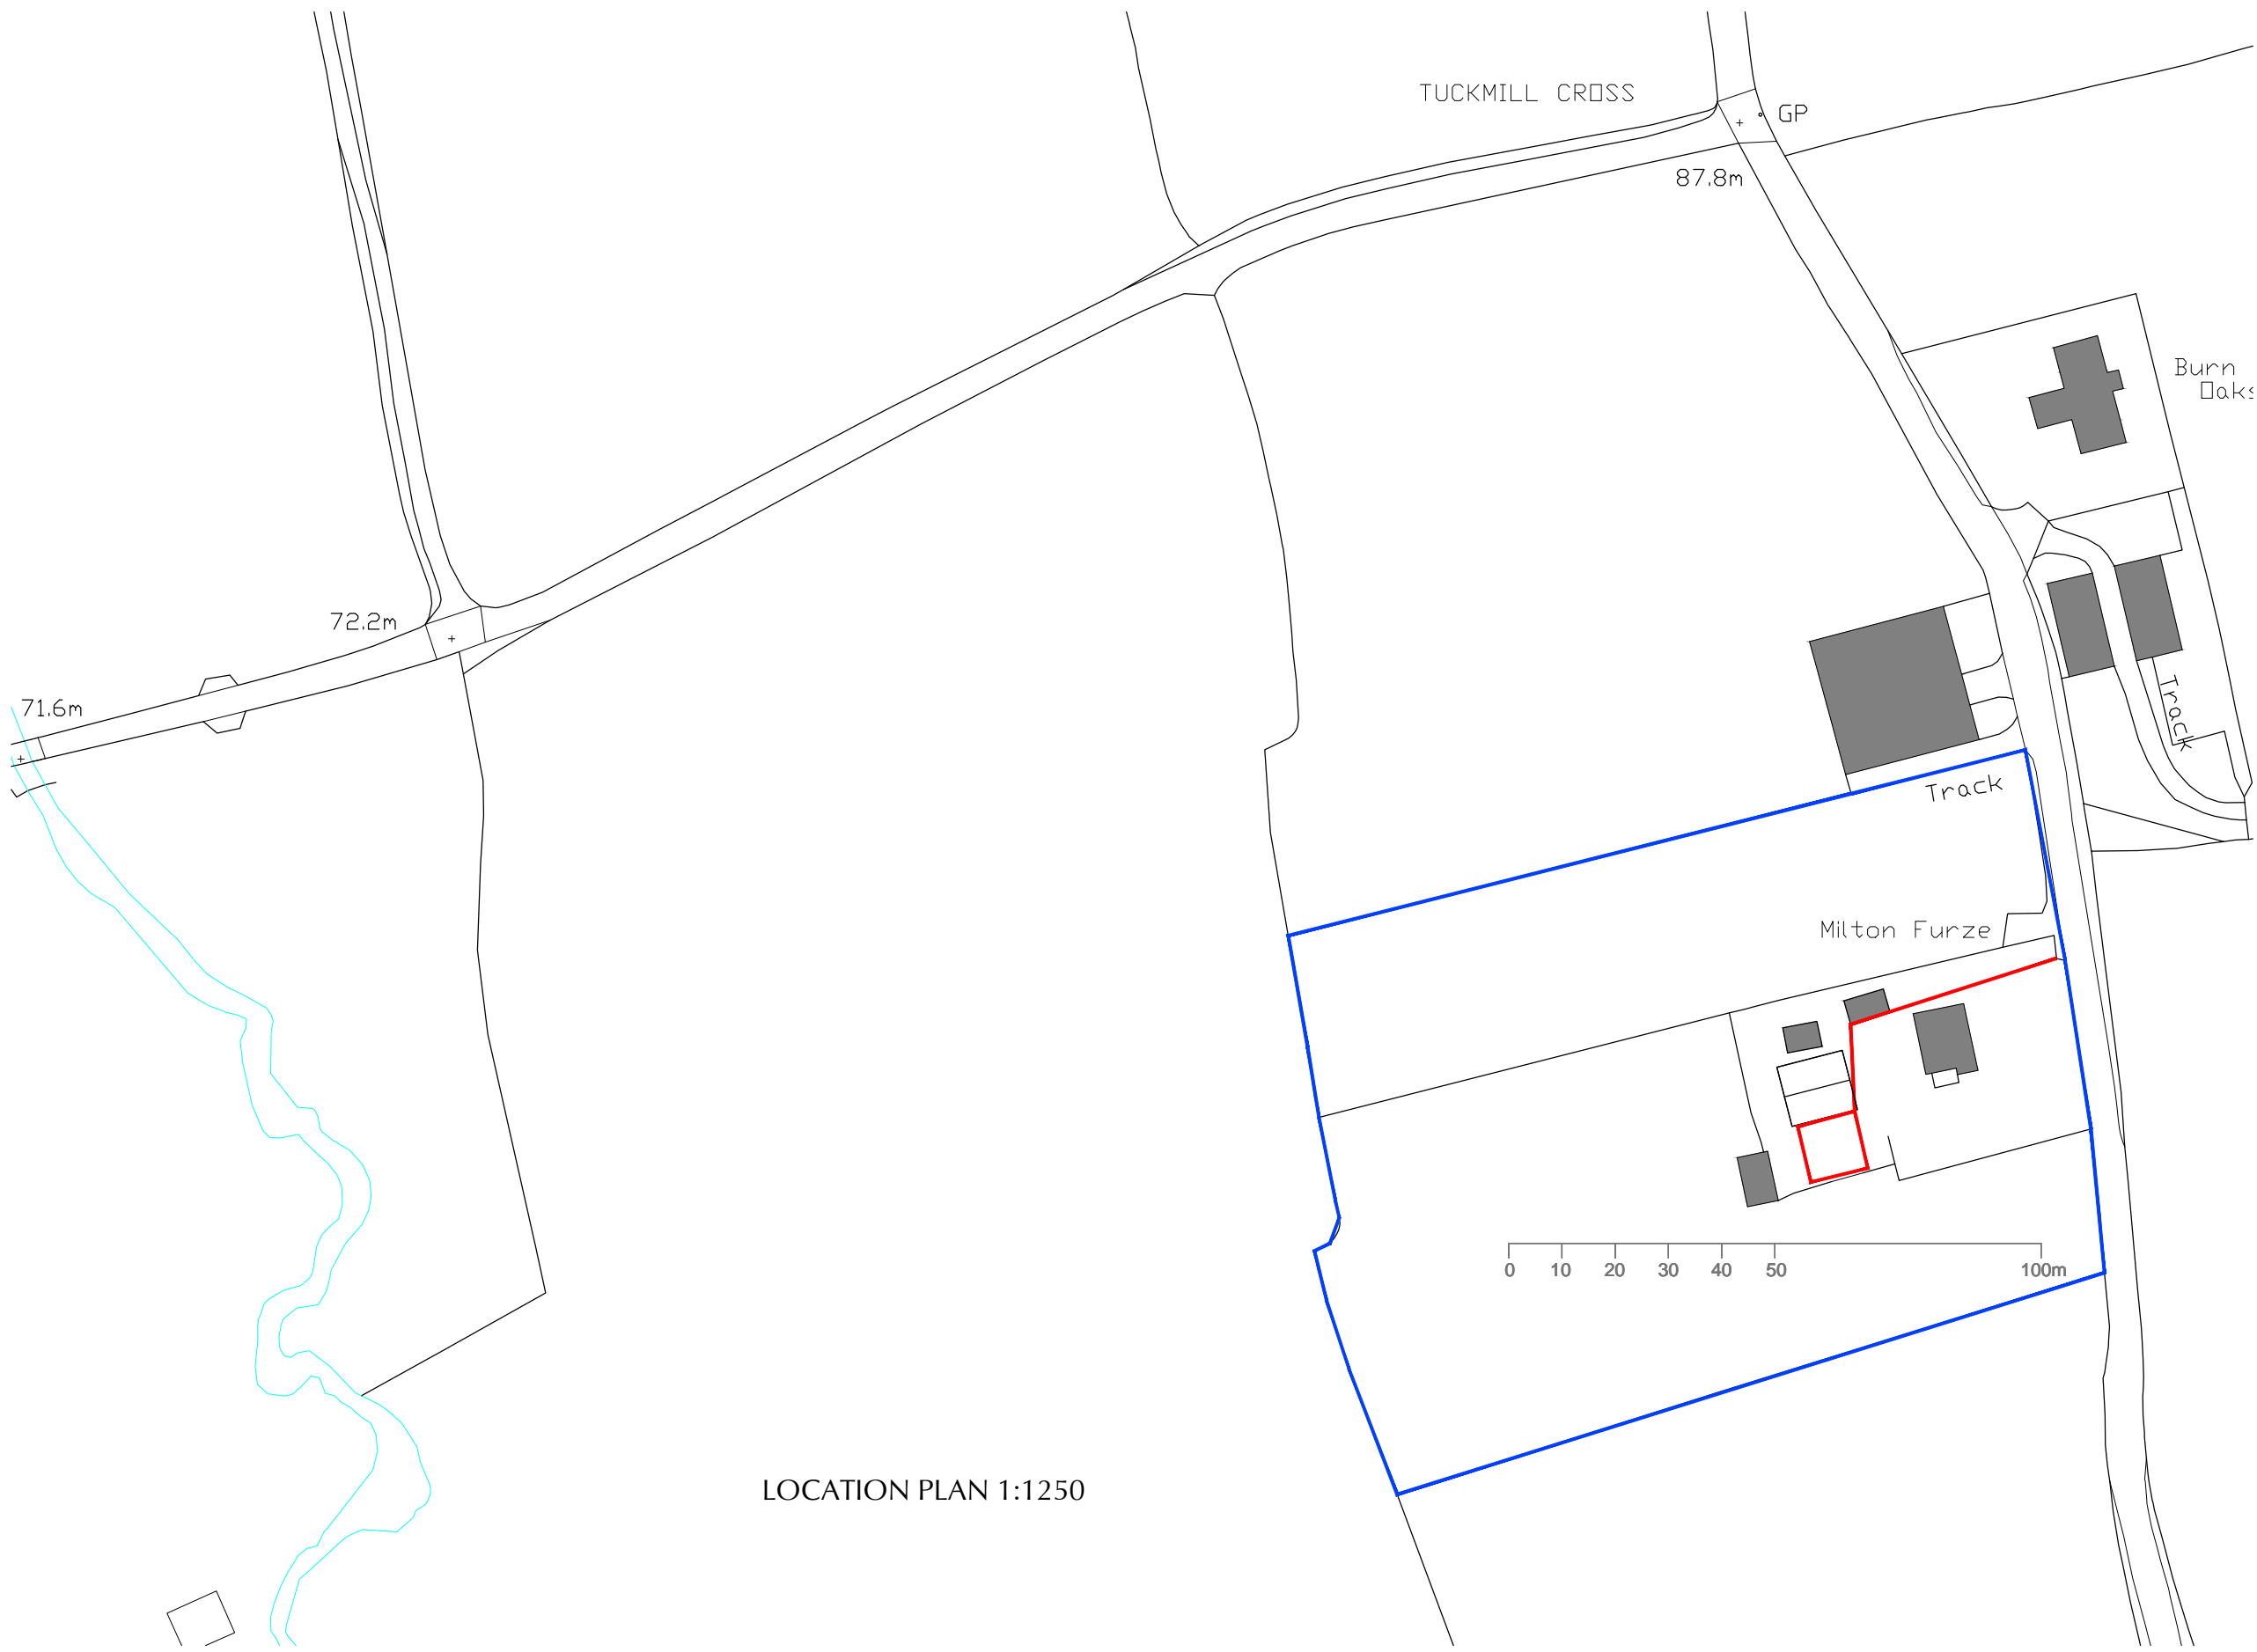 TUCKMILL CROSS
GP
87.8m
Burn
Oaks
72.2m
71.6m
Track
Track
Milton Furze
0 10 20 30 40 50 100m
LOCATION PLAN 1:1250